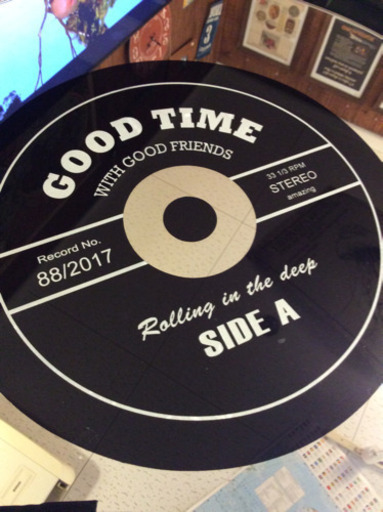 GOOD TIME
WITH GOOD FRIENDS
33 1/3 RPM
STEREO
amazing
Record No.
88/2017
Rolling in the deep
SIDE A